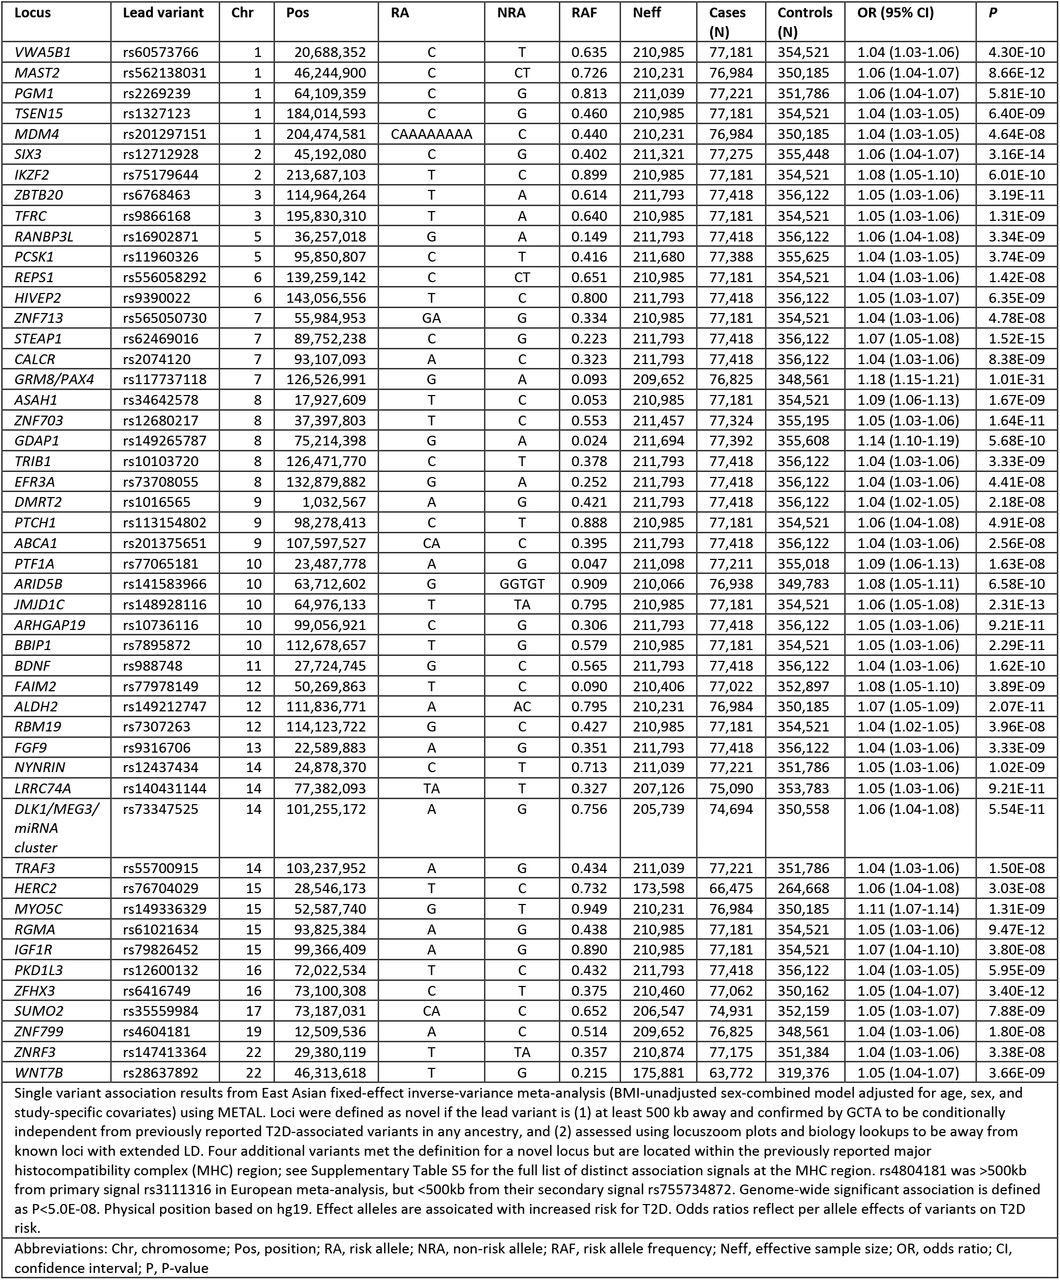 Locus Lead variant Chr Pos RA NRA RAF Neff Cases (N) Controls (N) OR (95% CI) P
VWA5B1 rs60573766 1 20,688,352 C T 0.635 210,985 77,181 354,521 1.04 (1.03-1.06) 4.30E-10
MAST2 rs562138031 1 46,244,900 C CT 0.726 210,231 76,984 350,185 1.06 (1.04-1.07) 8.66E-12
PGM1 rs2269239 1 64,109,359 C G 0.813 211,039 77,221 351,786 1.06 (1.04-1.07) 5.81E-10
TSEN15 rs1327123 1 184,014,593 C G 0.460 210,985 77,181 354,521 1.04 (1.03-1.05) 6.40E-09
MDM4 rs201297151 1 204,474,581 CAAAAAAAA C 0.440 210,231 76,984 350,185 1.04 (1.03-1.05) 4.64E-08
SIX3 rs12712928 2 45,192,080 C G 0.402 211,321 77,275 355,448 1.06 (1.04-1.07) 3.16E-14
IKZF2 rs75179644 2 213,687,103 T C 0.899 210,985 77,181 354,521 1.08 (1.05-1.10) 6.01E-10
ZBTB20 rs6768463 3 114,964,264 T A 0.614 211,793 77,418 356,122 1.05 (1.03-1.06) 3.19E-11
TFRC rs9866168 3 195,830,310 T A 0.640 210,985 77,181 354,521 1.05 (1.03-1.06) 1.31E-09
RANBP3L rs16902871 5 36,257,018 G A 0.149 211,793 77,418 356,122 1.06 (1.04-1.08) 3.34E-09
PCSK1 rs11960326 5 95,850,807 C T 0.416 211,680 77,388 355,625 1.04 (1.03-1.05) 3.74E-09
REPS1 rs556058292 6 139,259,142 C CT 0.651 210,985 77,181 354,521 1.04 (1.03-1.06) 1.42E-08
HIVEP2 rs9390022 6 143,056,556 T C 0.800 211,793 77,418 356,122 1.05 (1.03-1.07) 6.35E-09
ZNF713 rs565050730 7 55,984,953 GA G 0.334 210,985 77,181 354,521 1.04 (1.03-1.06) 4.78E-08
STEAP1 rs62469016 7 89,752,238 C G 0.223 211,793 77,418 356,122 1.07 (1.05-1.08) 1.52E-15
CALCR rs2074120 7 93,107,093 A C 0.323 211,793 77,418 356,122 1.04 (1.03-1.06) 8.38E-09
GRM8/PAX4 rs117737118 7 126,526,991 G A 0.093 209,652 76,825 348,561 1.18 (1.15-1.21) 1.01E-31
ASAH1 rs34642578 8 17,927,609 T C 0.053 210,985 77,181 354,521 1.09 (1.06-1.13) 1.67E-09
ZNF703 rs12680217 8 37,397,803 T C 0.553 211,457 77,324 355,195 1.05 (1.03-1.06) 1.64E-11
GDAP1 rs149265787 8 75,214,398 G A 0.024 211,694 77,392 355,608 1.14 (1.10-1.19) 5.68E-10
TRIB1 rs10103720 8 126,471,770 C T 0.378 211,793 77,418 356,122 1.04 (1.03-1.06) 3.33E-09
EFR3A rs73708055 8 132,879,882 G A 0.252 211,793 77,418 356,122 1.04 (1.03-1.06) 4.41E-08
DMRT2 rs1016565 9 1,032,567 A G 0.421 211,793 77,418 356,122 1.04 (1.02-1.05) 2.18E-08
PTCH1 rs113154802 9 98,278,413 C T 0.888 210,985 77,181 354,521 1.06 (1.04-1.08) 4.91E-08
ABCA1 rs201375651 9 107,597,527 CA C 0.395 211,793 77,418 356,122 1.04 (1.03-1.06) 2.56E-08
PTF1A rs77065181 10 23,487,778 A G 0.047 211,098 77,211 355,018 1.09 (1.06-1.13) 1.63E-08
ARID5B rs141583966 10 63,712,602 G GGTGT 0.909 210,066 76,938 349,783 1.08 (1.05-1.11) 6.58E-10
JMJD1C rs148928116 10 64,976,133 T TA 0.795 210,985 77,181 354,521 1.06 (1.05-1.08) 2.31E-13
ARHGAP19 rs10736116 10 99,056,921 C G 0.306 211,793 77,418 356,122 1.05 (1.03-1.06) 9.21E-11
BBIP1 rs7895872 10 112,678,657 T G 0.579 210,985 77,181 354,521 1.05 (1.03-1.06) 2.29E-11
BDNF rs988748 11 27,724,745 G C 0.565 211,793 77,418 356,122 1.04 (1.03-1.06) 1.62E-10
FAIM2 rs77978149 12 50,269,863 T C 0.090 210,406 77,022 352,897 1.08 (1.05-1.10) 3.89E-09
ALDH2 rs149212747 12 111,836,771 A AC 0.795 210,231 76,984 350,185 1.07 (1.05-1.09) 2.07E-11
RBM19 rs7307263 12 114,123,722 G C 0.427 210,985 77,181 354,521 1.04 (1.02-1.05) 3.96E-08
FGF9 rs9316706 13 22,589,883 A G 0.351 211,793 77,418 356,122 1.04 (1.03-1.06) 3.33E-09
NYNRIN rs12437434 14 24,878,370 C T 0.713 211,039 77,221 351,786 1.05 (1.03-1.06) 1.02E-09
LRRC74A rs140431144 14 77,382,093 TA T 0.327 207,126 75,090 353,783 1.05 (1.03-1.06) 9.21E-11
DLK1/MEG3/ rs73347525 14 101,255,172 A G 0.756 205,739 74,694 350,558 1.06 (1.04-1.08) 5.54E-11
miRNA
cluster
TRAF3 rs55700915 14 103,237,952 A G 0.434 211,039 77,221 351,786 1.04 (1.03-1.06) 1.50E-08
HERC2 rs76704029 15 28,546,173 T C 0.732 173,598 66,475 264,668 1.06 (1.04-1.08) 3.03E-08
MYO5C rs149336329 15 52,587,740 G T 0.949 210,231 76,984 350,185 1.11 (1.07-1.14) 1.31E-09
RGMA rs61021634 15 93,825,384 A G 0.438 210,985 77,181 354,521 1.05 (1.03-1.06) 9.47E-12
IGF1R rs79826452 15 99,366,409 A G 0.890 210,985 77,181 354,521 1.07 (1.04-1.10) 3.80E-08
PKD1L3 rs12600132 16 72,022,534 T C 0.432 211,793 77,418 356,122 1.04 (1.03-1.05) 5.95E-09
ZFHX3 rs6416749 16 73,100,308 C T 0.375 210,460 77,062 350,162 1.05 (1.04-1.07) 3.40E-12
SUMO2 rs35559984 17 73,187,031 CA C 0.652 206,547 74,931 352,159 1.05 (1.03-1.07) 7.88E-09
ZNF799 rs4604181 19 12,509,536 A C 0.514 209,652 76,825 348,561 1.04 (1.03-1.06) 1.80E-08
ZNRF3 rs147413364 22 29,380,119 T TA 0.357 210,874 77,175 351,384 1.04 (1.03-1.06) 3.38E-08
WNT7B rs28637892 22 46,313,618 T G 0.215 175,881 63,772 319,376 1.05 (1.04-1.07) 3.66E-09
Single variant association results from East Asian fixed-effect inverse-variance meta-analysis (BMI-unadjusted sex-combined model adjusted for age, sex, and
study-specific covariates) using METAL. Loci were defined as novel if the lead variant is (1) at least 500 kb away and confirmed by GCTA to be conditionally
independent from previously reported T2D-associated variants in any ancestry, and (2) assessed using locuszoom plots and biology lookups to be away from
known loci with extended LD. Four additional variants met the definition for a novel locus but are located within the previously reported major
histocompatibility complex (MHC) region; see Supplementary Table S5 for the full list of distinct association signals at the MHC region. rs4804181 was >500kb
from primary signal rs3111316 in European meta-analysis, but <500kb from their secondary signal rs755734872. Genome-wide significant association is defined
as P<5.0E-08. Physical position based on hg19. Effect alleles are assoicated with increased risk for T2D. Odds ratios reflect per allele effects of variants on T2D
risk.
Abbreviations: Chr, chromosome; Pos, position; RA, risk allele; NRA, non-risk allele; RAF, risk allele frequency; Neff, effective sample size; OR, odds ratio; CI,
confidence interval; P, P-value